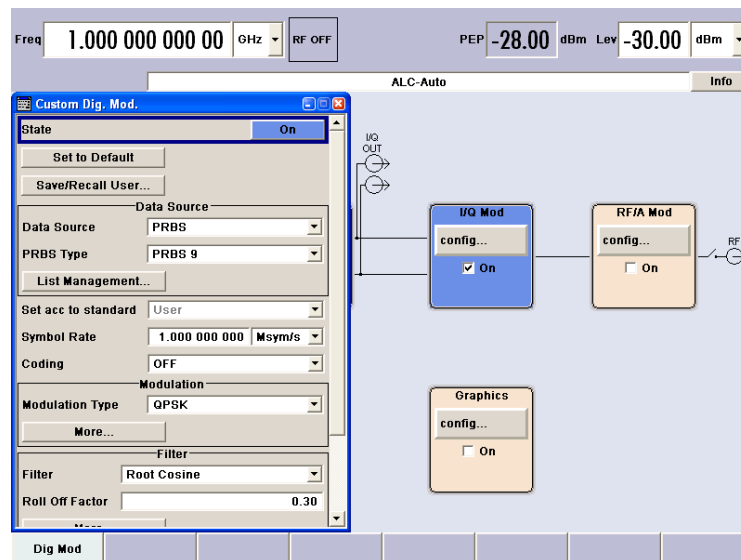 Freq 1.000 000 000 00 GHz RF OFF PEP -28.00 dBm Lev -30.00 dBm
ALC-Auto Info
Custom Dig. Mod.
State On
Set to Default
Save/Recall User...
Data Source
Data Source PRBS
PRBS Type PRBS 9
List Management...
Set acc to standard User
Symbol Rate 1.000 000 000 Msym/s
Coding OFF
Modulation
Modulation Type QPSK
More...
Filter
Filter Root Cosine
Roll Off Factor 0.30
More
I/Q
OUT
I/Q Mod
config...
On
RF/A Mod
config...
On
RF
Graphics
config...
On
Dig Mod